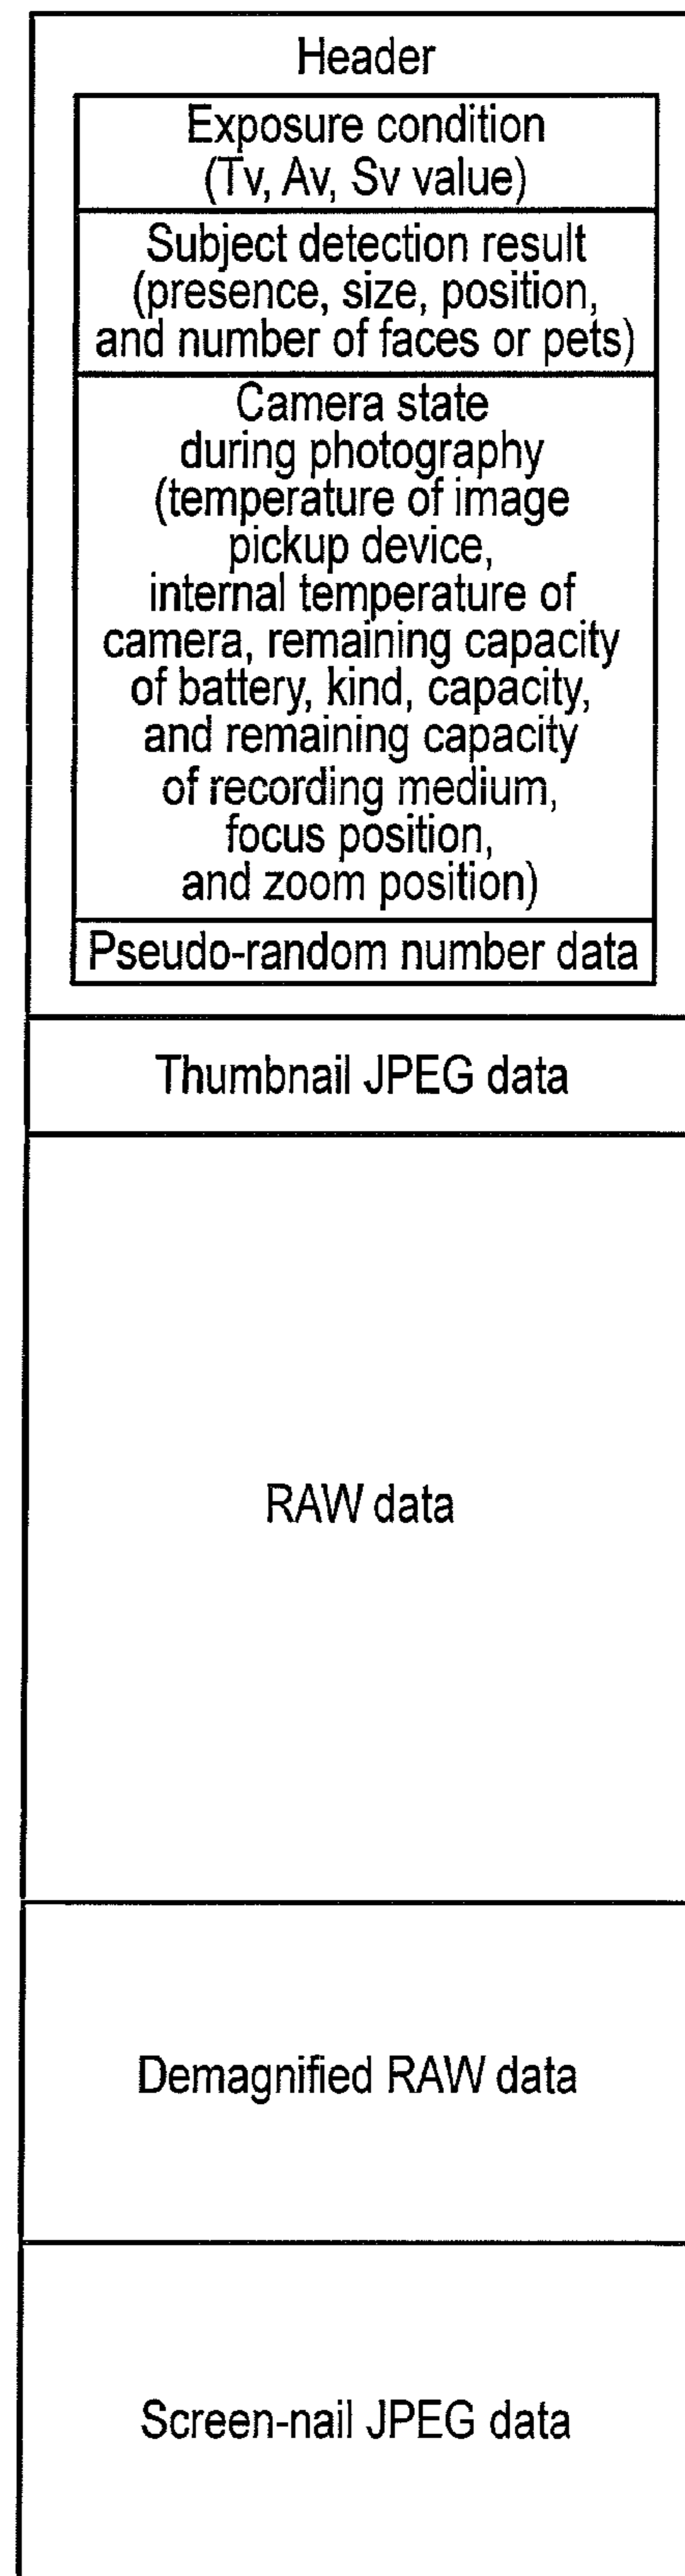 Header
Exposure condition
(Tv, Av, Sv value)
Subject detection result
(presence, size, position,
and number of faces or pets)
Camera state
during photography
(temperature of image
pickup device,
internal temperature of
camera, remaining capacity
of battery, kind, capacity,
and remaining capacity
of recording medium,
focus position,
and zoom position)
Pseudo-random number data
Thumbnail JPEG data
RAW data
Demagnified RAW data
Screen-nail JPEG data